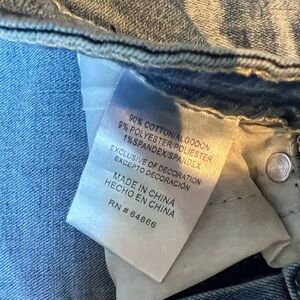 90% COTTON/ALGODON
9% POLYESTER/POLIESTER
1% SPANDEX/SPANDEX
EXCLUSIVE OF DECORATION
EXCEPTO DECORACIÓN
MADE IN CHINA
HECHO EN CHINA
RN # 64866